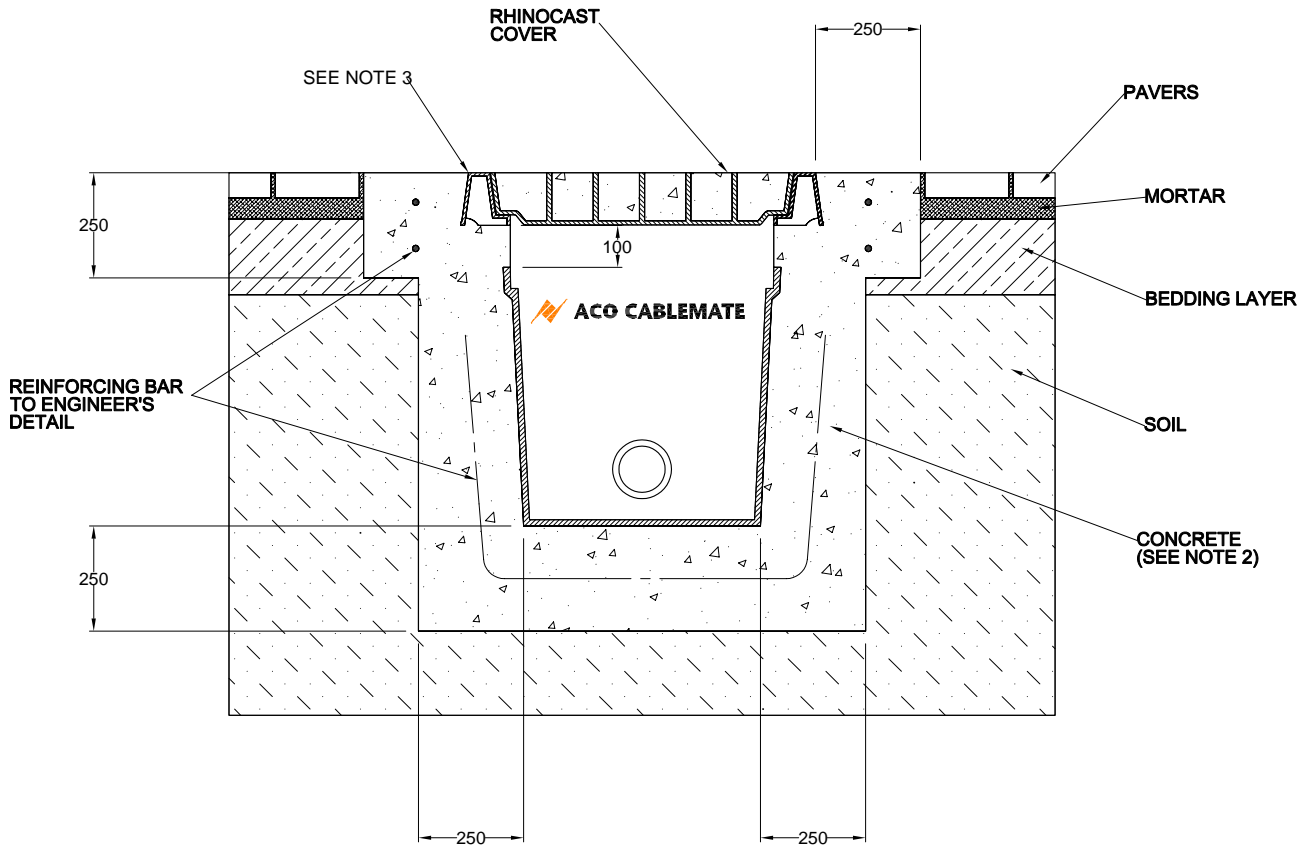 RHINOCAST
COVER
250
SEE NOTE 3
PAVERS
MORTAR
250
100
BEDDING LAYER
ACO CABLEMATE
1
REINFORCING BAR
TO ENGINEER'S
DETAIL
SOIL
CONCRETE
(SEE NOTE 2)
250
250
250